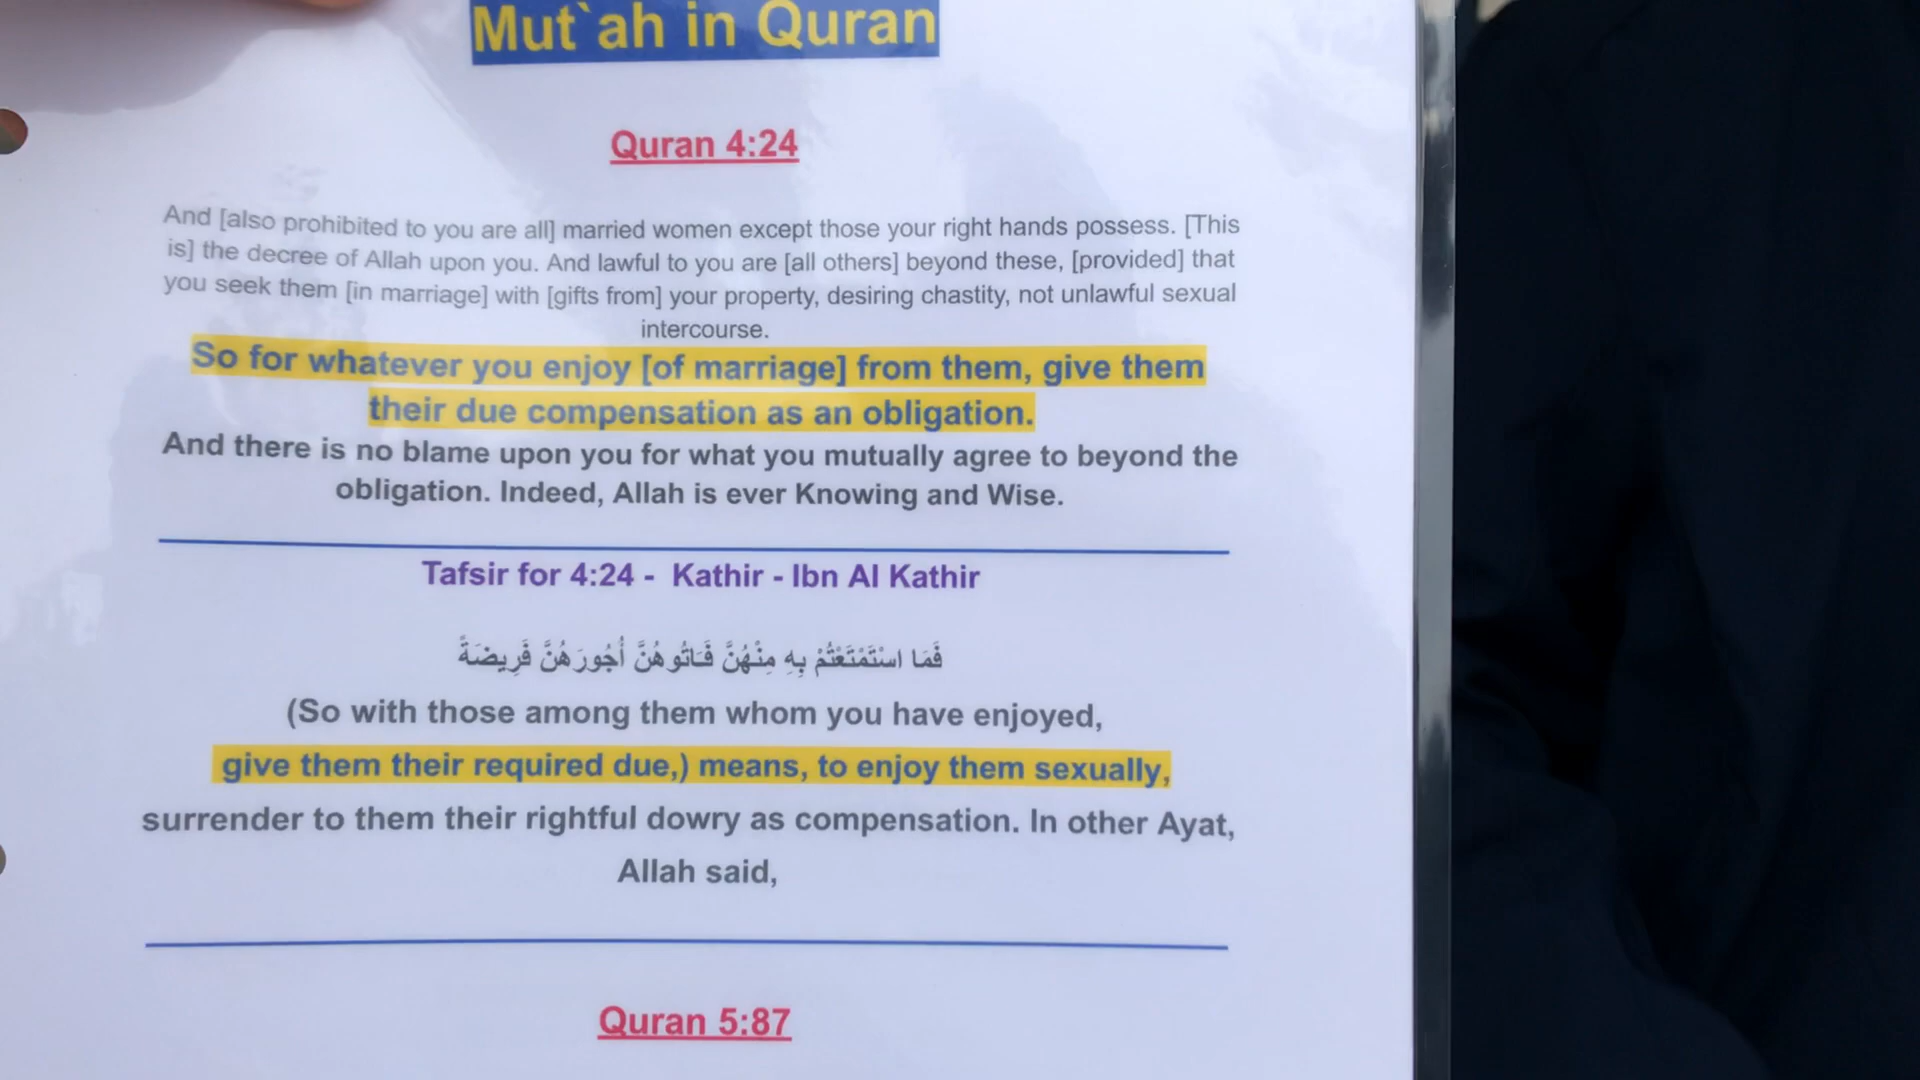 Mut`ah in Quran
Quran 4:24
And [also prohibited to you are all] married women except those your right hands possess. [This
is] the decree of Allah upon you. And lawful to you are [all others] beyond these, [provided] that
you seek them [in marriage] with [gifts from] your property, desiring chastity, not unlawful sexual
intercourse.
So for whatever you enjoy [of marriage] from them, give them
their due compensation as an obligation.
And there is no blame upon you for what you mutually agree to beyond the
obligation. Indeed, Allah is ever Knowing and Wise.
Tafsir for 4:24 - Kathir - Ibn Al Kathir
فَمَا اسْتَمْتَعْتُمْ بِهِ مِنْهُنَّ فَـَاتُوهُنَّ أُجُورَهُنَّ فَرِيضَةً
(So with those among them whom you have enjoyed,
give them their required due,) means, to enjoy them sexually,
surrender to them their rightful dowry as compensation. In other Ayat,
Allah said,
Quran 5:87